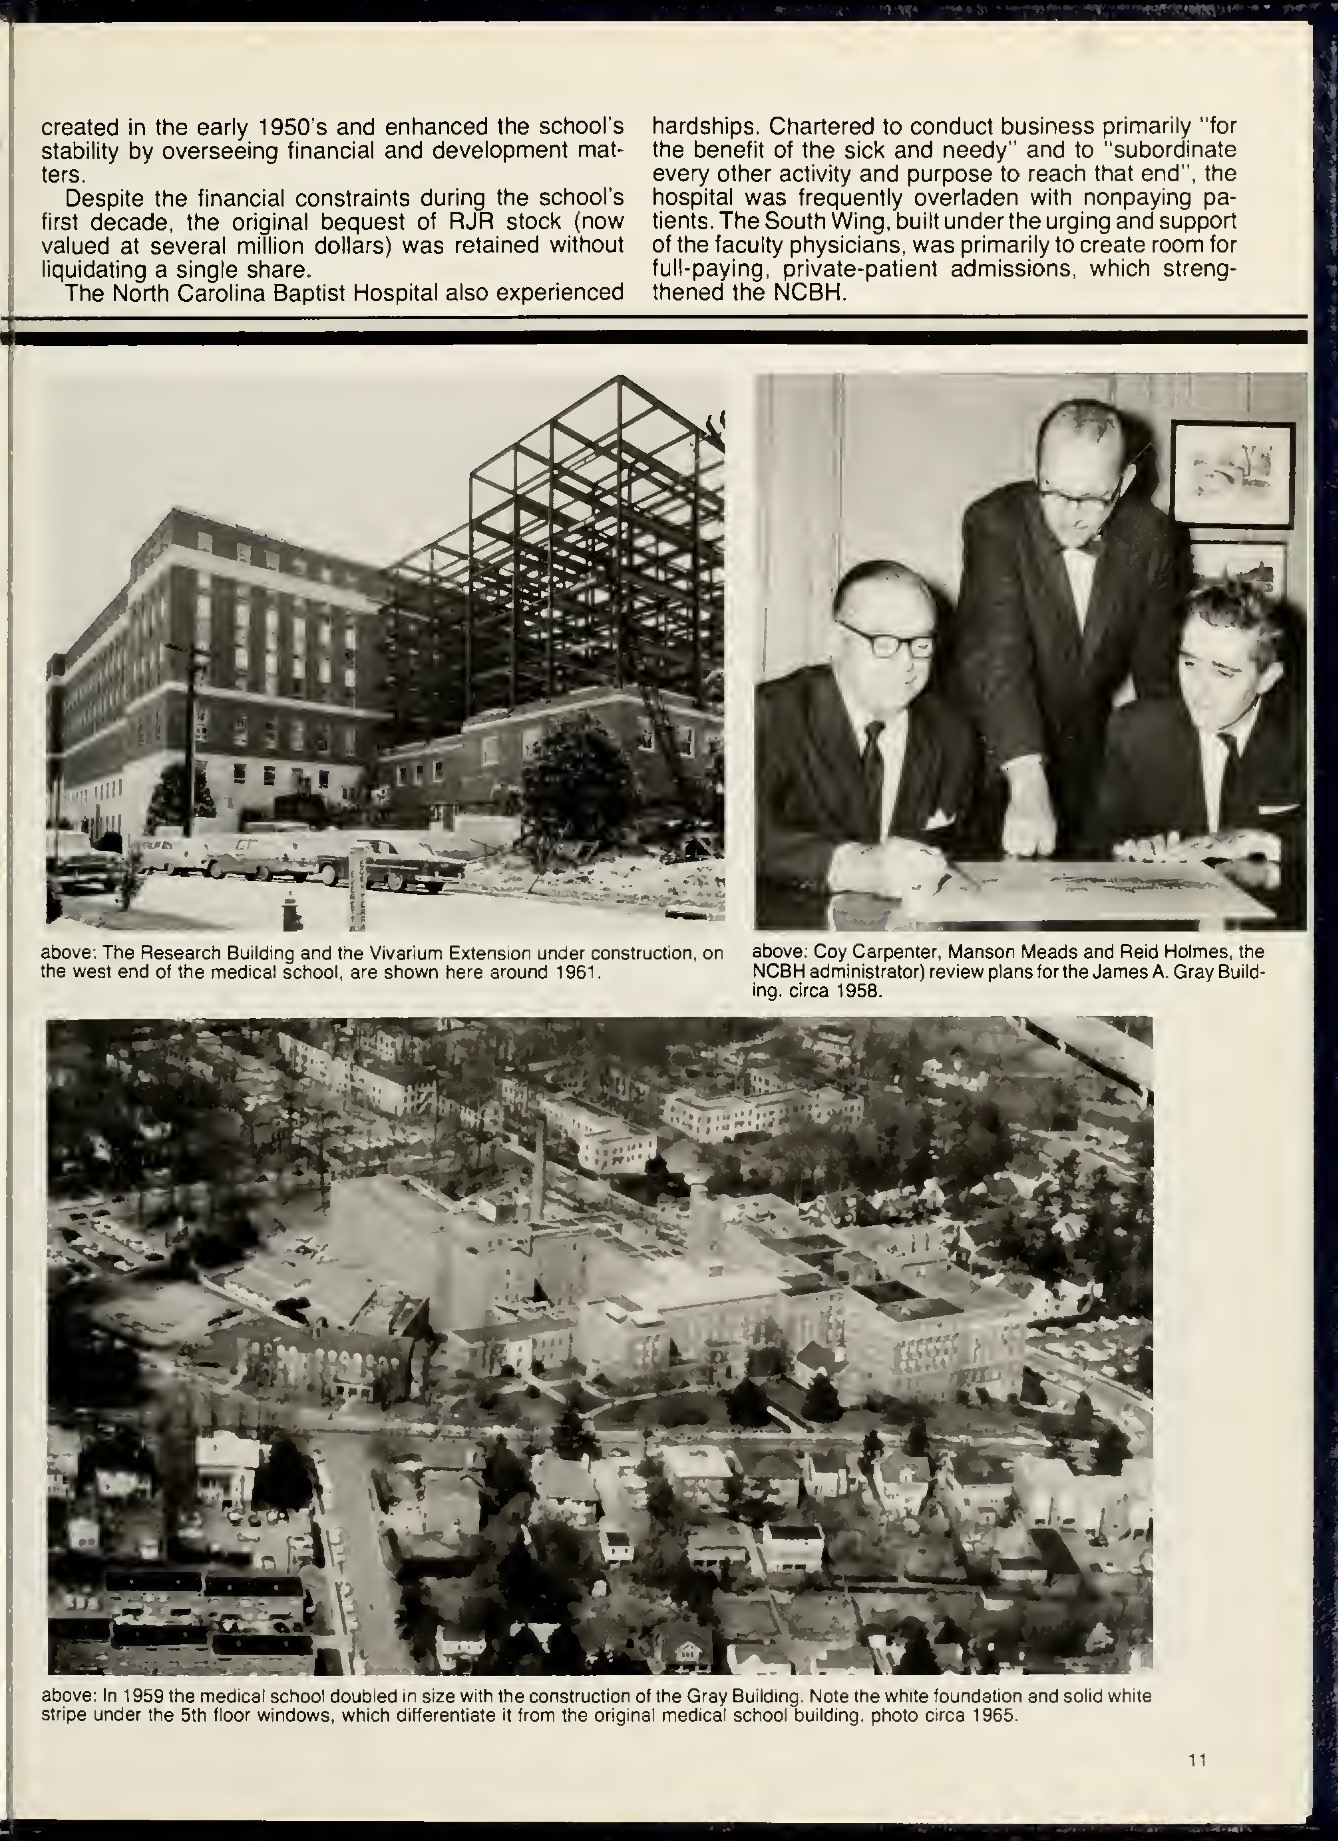 created in the early 1950's and enhanced the school's
stability by overseeing financial and development mat-
ters.
Despite the financial constraints during the school's
first decade, the original bequest of RJR stock (now
valued at several million dollars) was retained without
liquidating a single share.
The North Carolina Baptist Hospital also experienced
hardships. Chartered to conduct business primarily "for
the benefit of the sick and needy" and to "subordinate
every other activity and purpose to reach that end", the
hospital was frequently overladen with nonpaying pa-
tients. The South Wing, built under the urging and support
of the faculty physicians, was primarily to create room for
full-paying, private-patient admissions, which streng-
thened the NCBH.
above: The Research Building and the Vivarium Extension under construction, on
the west end of the medical school, are shown here around 1961.
above: Coy Carpenter, Manson Meads and Reid Holmes, the
NCBH administrator) review plans for the James A. Gray Build-
ing. circa 1958.
above: In 1959 the medical school doubled in size with the construction of the Gray Building. Note the white foundation and solid white
stripe under the 5th floor windows, which differentiate it from the original medical school building. photo circa 1965.
11